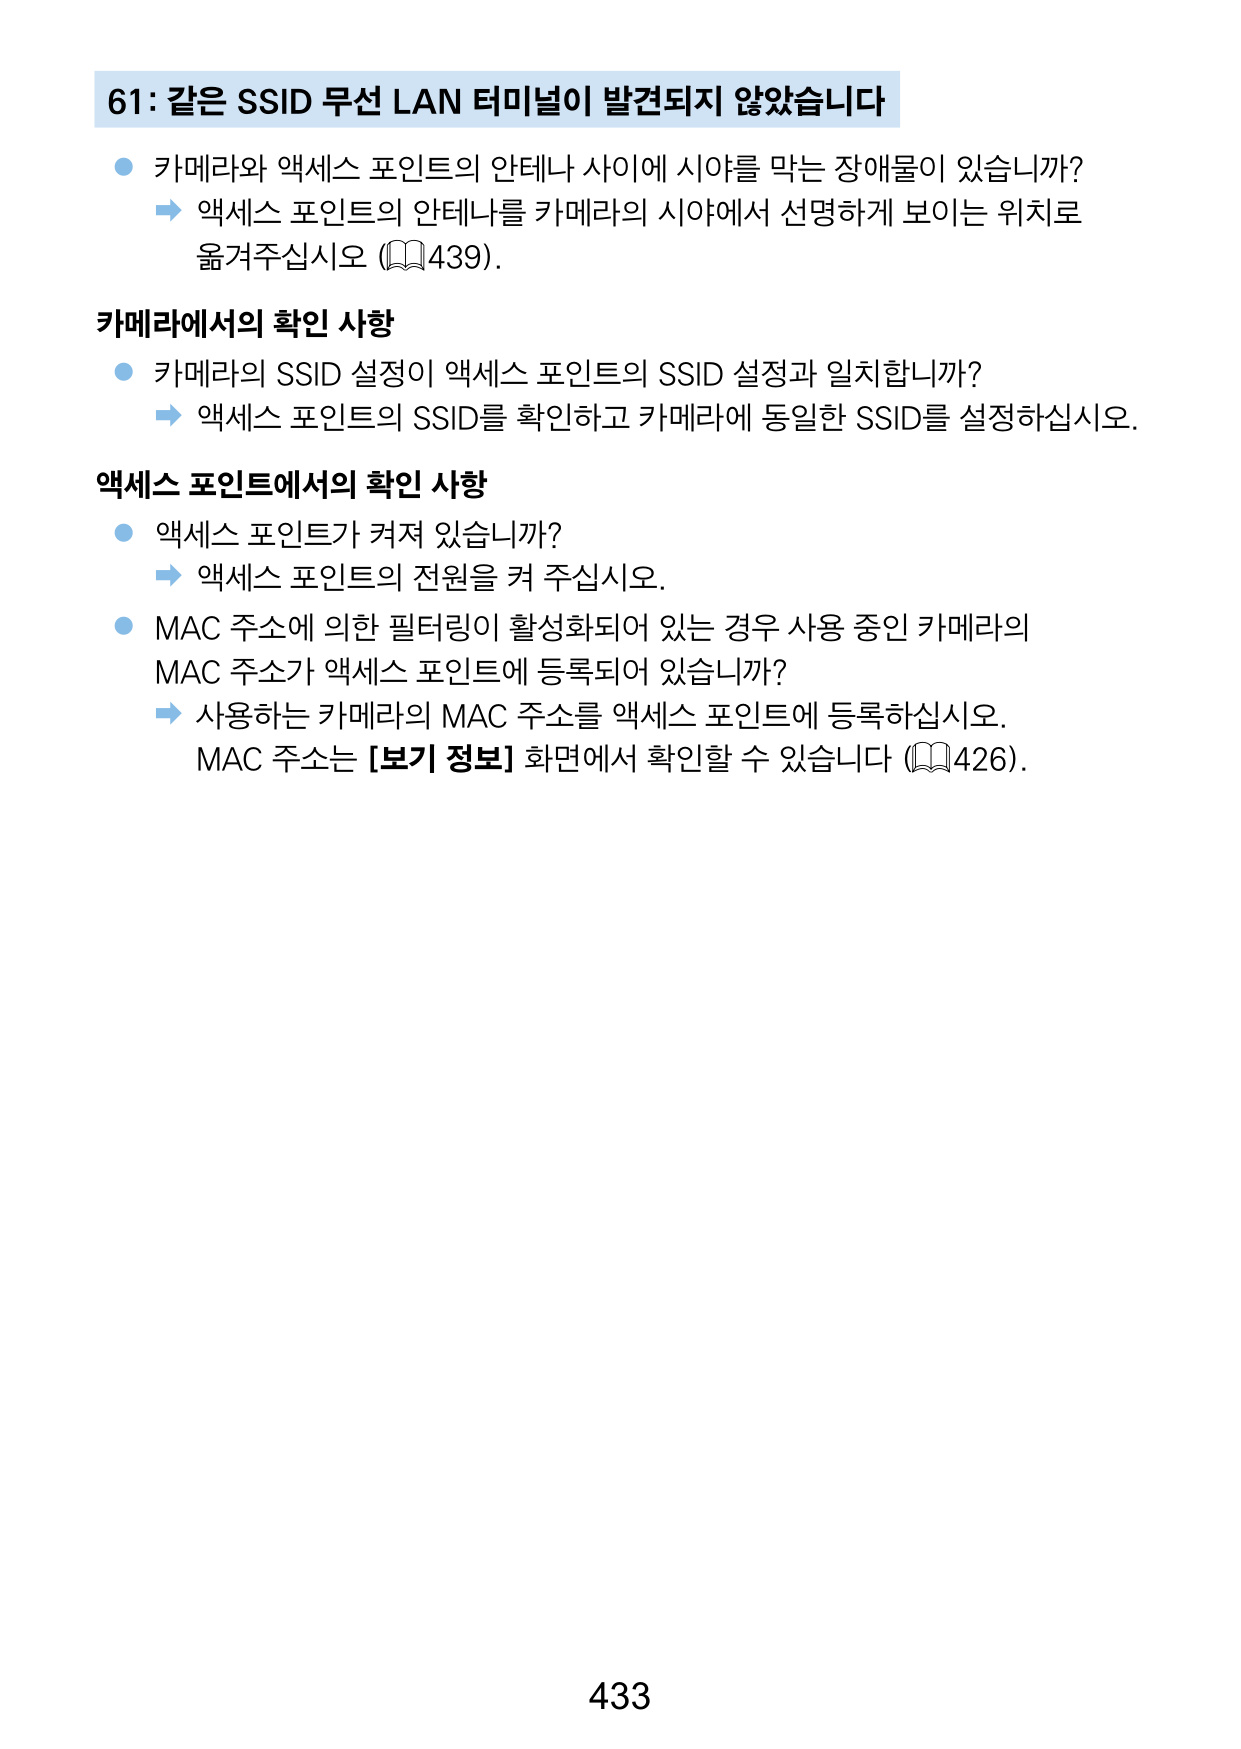 61: 같은 SSID 무선 LAN 터미널이 발견되지 않았습니다
● 카메라와 액세스 포인트의 안테나 사이에 시야를 막는 장애물이 있습니까?
➡ 액세스 포인트의 안테나를 카메라의 시야에서 선명하게 보이는 위치로
옮겨주십시오 (📖439).
카메라에서의 확인 사항
● 카메라의 SSID 설정이 액세스 포인트의 SSID 설정과 일치합니까?
➡ 액세스 포인트의 SSID를 확인하고 카메라에 동일한 SSID를 설정하십시오.
액세스 포인트에서의 확인 사항
● 액세스 포인트가 켜져 있습니까?
➡ 액세스 포인트의 전원을 켜 주십시오.
● MAC 주소에 의한 필터링이 활성화되어 있는 경우 사용 중인 카메라의
MAC 주소가 액세스 포인트에 등록되어 있습니까?
➡ 사용하는 카메라의 MAC 주소를 액세스 포인트에 등록하십시오.
MAC 주소는 [보기 정보] 화면에서 확인할 수 있습니다 (📖426).
433